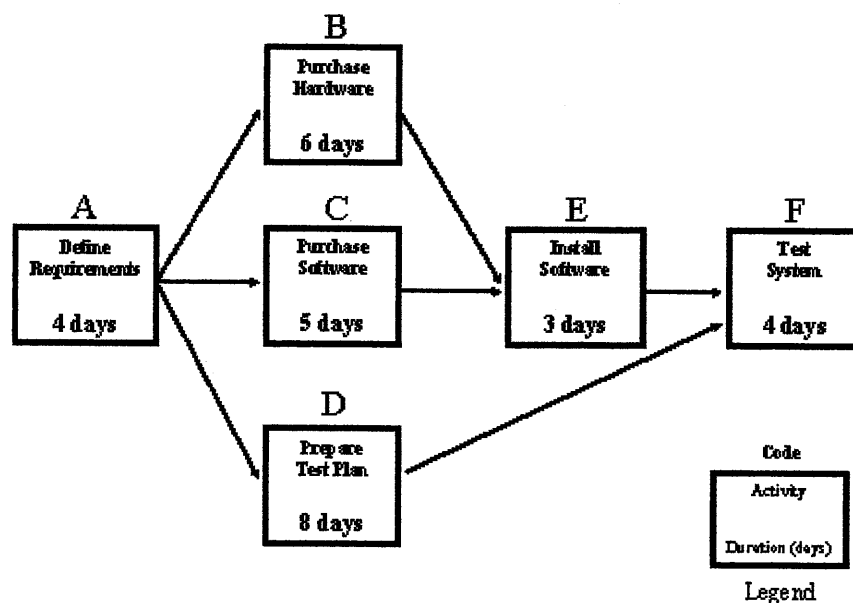 B
Purchase
Hardware
6 days
A
Define
Requirements
4 days
C
Purchase
Software
5 days
E
Install
Software
3 days
F
Test
System
4 days
D
Prepare
Test Plan
8 days
Code
Activity
Duration (days)
Legend